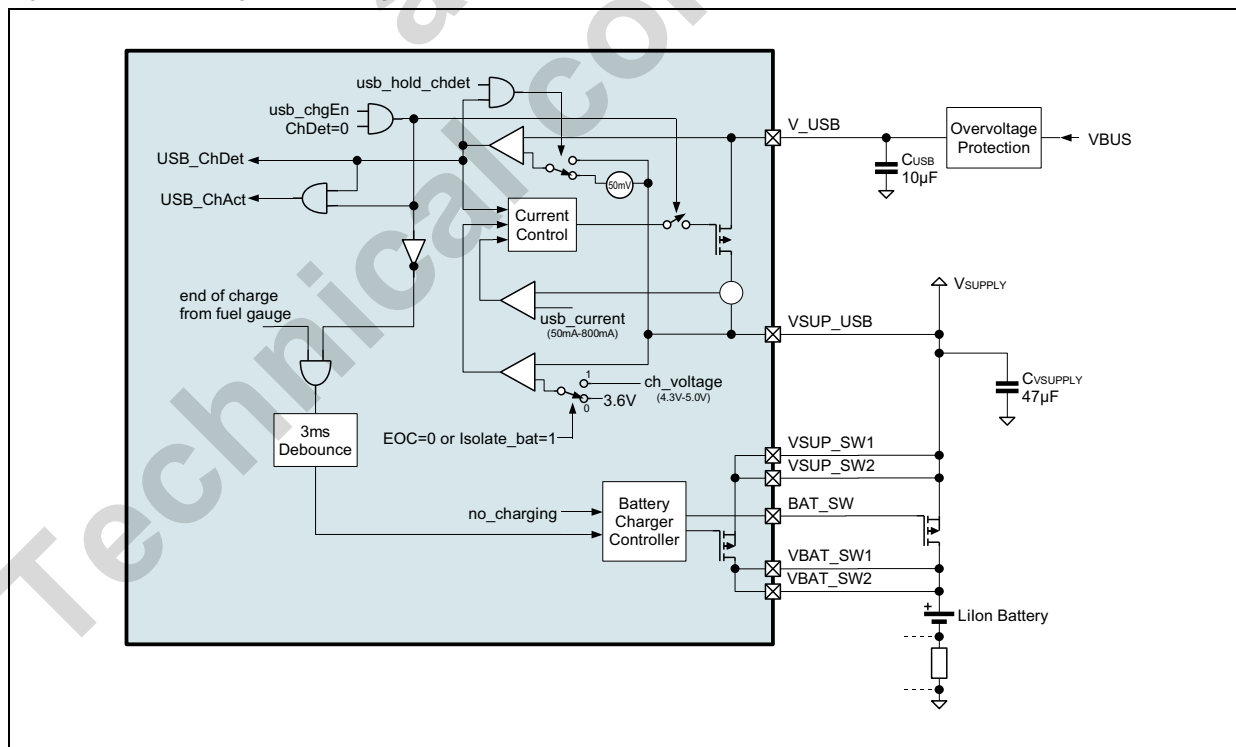 usb_hold_chdet
usb_chgEn
ChDet=0
V_USB
Overvoltage
Protection
VBUS
CUSB
10µF
USB_ChDet
50mV
USB_ChAct
Current
Control
end of charge
from fuel gauge
VSUPPLY
usb_current
(50mA-800mA)
VSUP_USB
1
ch_voltage
(4.3V-5.0V)
CVSUPPLY
47µF
0
3.6V
3ms
Debounce
EOC=0 or Isolate_bat=1
VSUP_SW1
VSUP_SW2
no_charging
Battery
Charger
Controller
BAT_SW
VBAT_SW1
VBAT_SW2
+
LiIon Battery
Technical